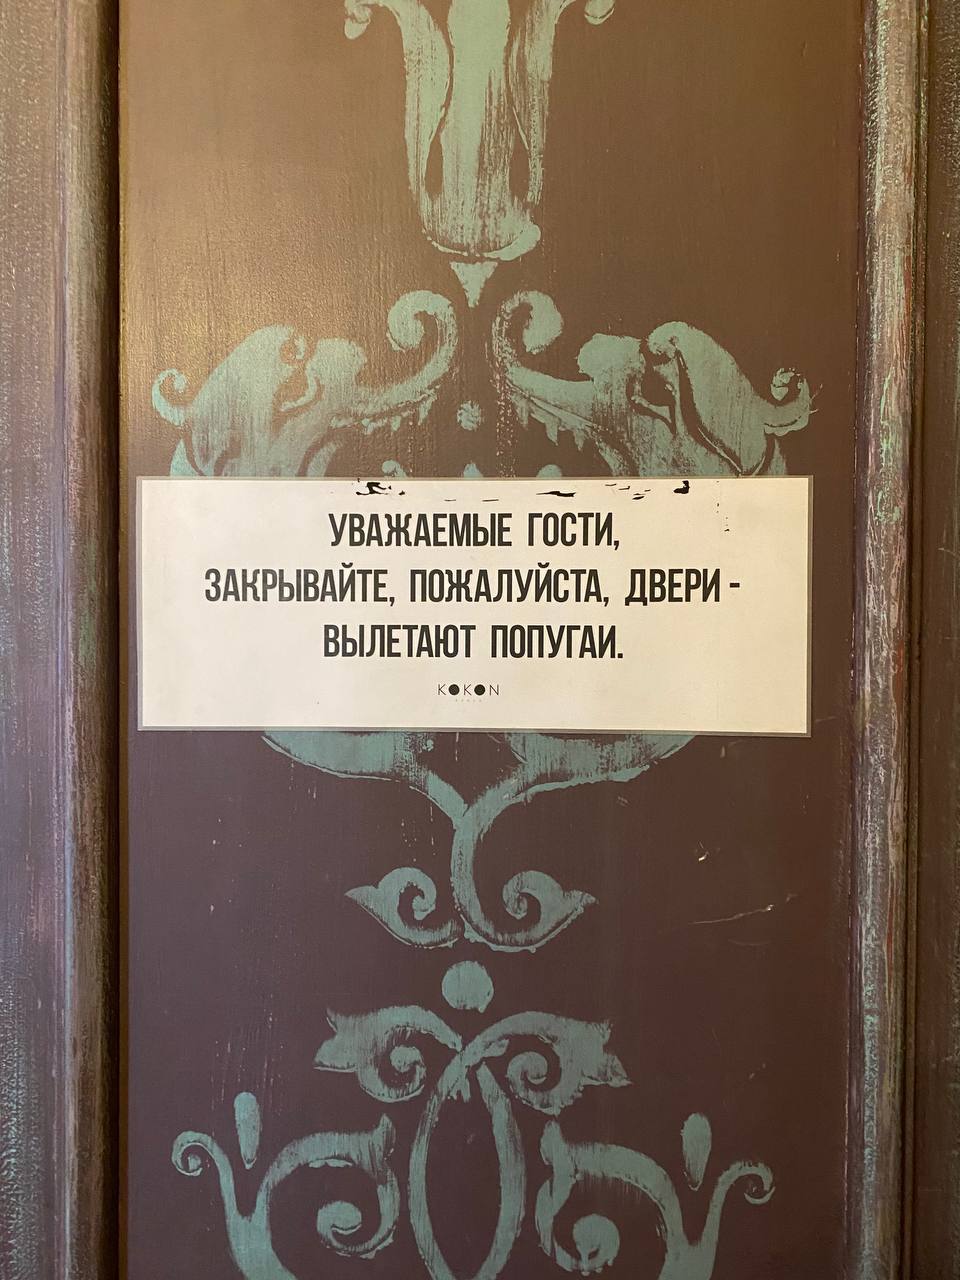 УВАЖАЕМЫЕ ГОСТИ,
ЗАКРЫВАЙТЕ, ПОЖАЛУЙСТА, ДВЕРИ -
ВЫЛЕТАЮТ ПОПУГАИ.
KOKON